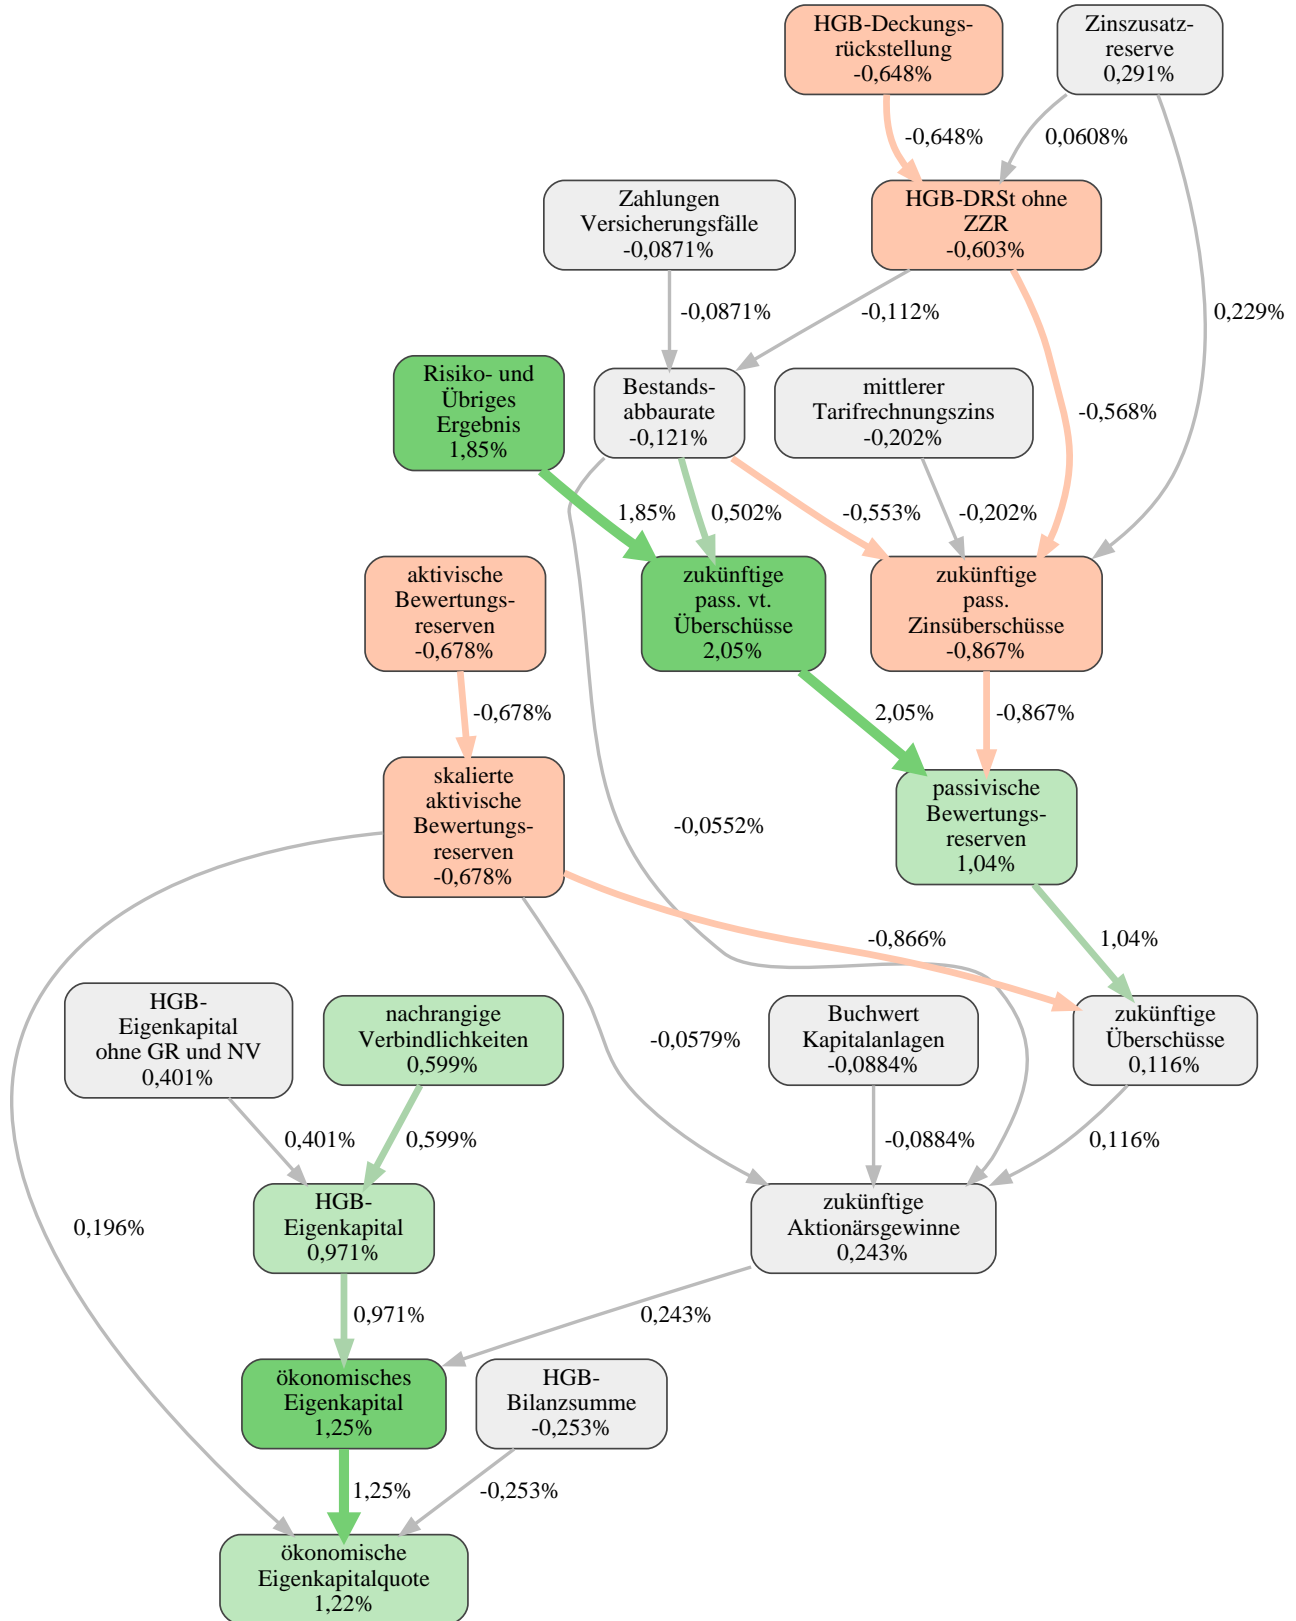 HGB-Deckungs-
rückstellung
-0,648%
Zinszusatz-
reserve
0,291%
-0,648%
0,0608%
Zahlungen
Versicherungsfälle
-0,0871%
HGB-DRSt ohne
ZZR
-0,603%
-0,0871%
-0,112%
0,229%
Risiko- und
Übriges
Ergebnis
1,85%
Bestands-
abbaurate
-0,121%
mittlerer
Tarifrechnungszins
-0,202%
-0,568%
1,85%
0,502%
-0,553%
-0,202%
aktivische
Bewertungs-
reserven
-0,678%
zukünftige
pass. vt.
Überschüsse
2,05%
zukünftige
pass.
Zinsüberschüsse
-0,867%
-0,678%
2,05%
-0,867%
skalierte
aktivische
Bewertungs-
reserven
-0,678%
-0,0552%
passivische
Bewertungs-
reserven
1,04%
-0,866%
1,04%
HGB-
Eigenkapital
ohne GR und NV
0,401%
nachrangige
Verbindlichkeiten
0,599%
-0,0579%
Buchwert
Kapitalanlagen
-0,0884%
zukünftige
Überschüsse
0,116%
0,401%
0,599%
-0,0884%
0,116%
0,196%
HGB-
Eigenkapital
0,971%
zukünftige
Aktionärsgewinne
0,243%
0,971%
0,243%
ökonomisches
Eigenkapital
1,25%
HGB-
Bilanzsumme
-0,253%
1,25%
-0,253%
ökonomische
Eigenkapitalquote
1,22%